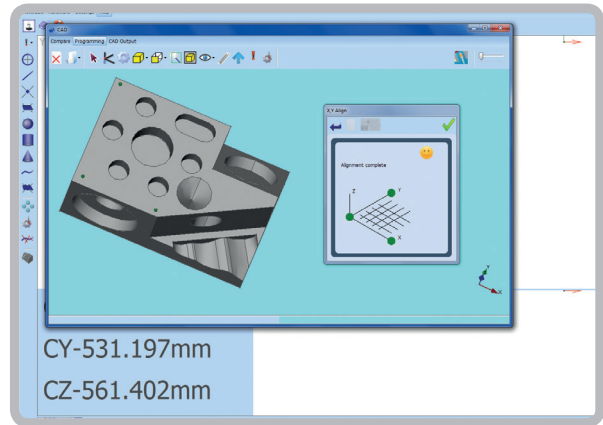 CAD
Compare Programming CAD Output
X,Y Align
Alignment complete
Z
Y
X
Y
X
CY-531.197mm
CZ-561.402mm